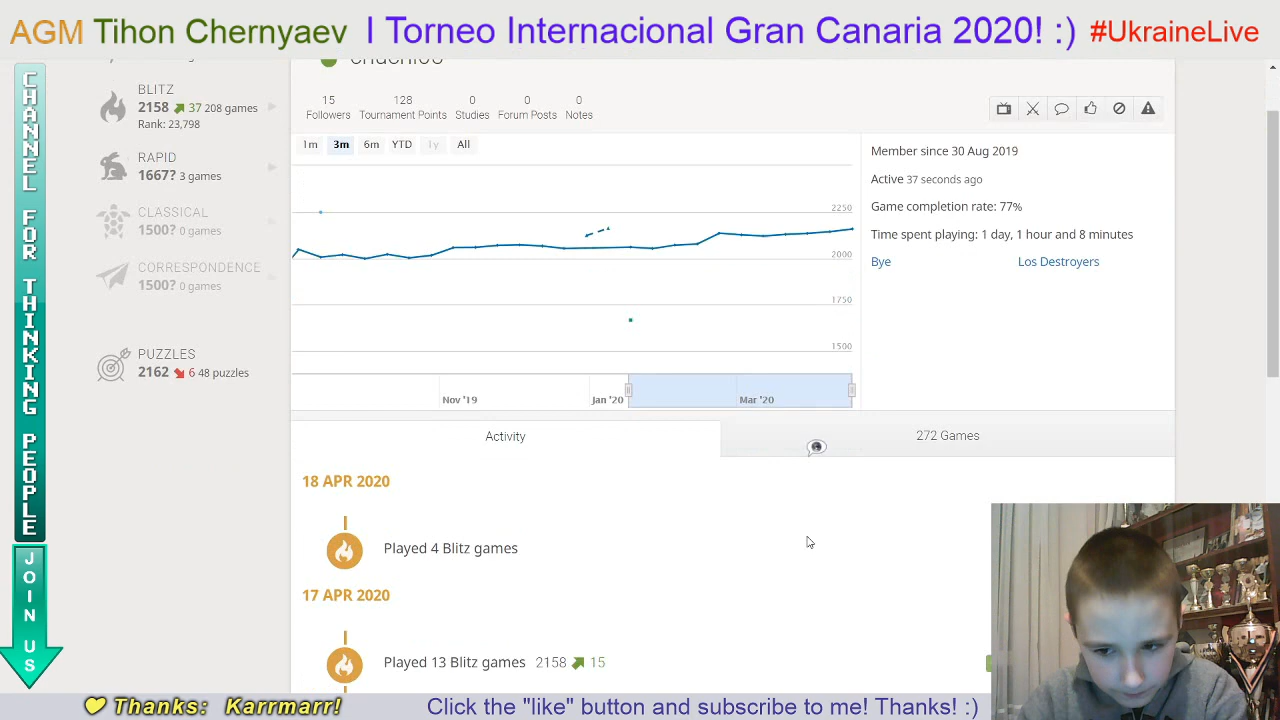 AGM Tihon Chernyaev I Torneo Internacional Gran Canaria 2020! :) #UkraineLive
CHANNEL FOR THINKING PEOPLE
JOIN US
BLITZ
2158 37 208 games
Rank: 23,798
RAPID
1667? 3 games
CLASSICAL
1500? 0 games
CORRESPONDENCE
1500? 0 games
PUZZLES
2162 6 48 puzzles
15 128 0 0 0
Followers Tournament Points Studies Forum Posts Notes
1m 3m 6m YTD 1y All
2250
2000
1750
1500
Nov '19 Jan '20 Mar '20
Member since 30 Aug 2019
Active 37 seconds ago
Game completion rate: 77%
Time spent playing: 1 day, 1 hour and 8 minutes
Bye Los Destroyers
Activity 272 Games
18 APR 2020
Played 4 Blitz games
17 APR 2020
Played 13 Blitz games 2158 15
Thanks: Karrmarr! Click the "like" button and subscribe to me! Thanks! :)